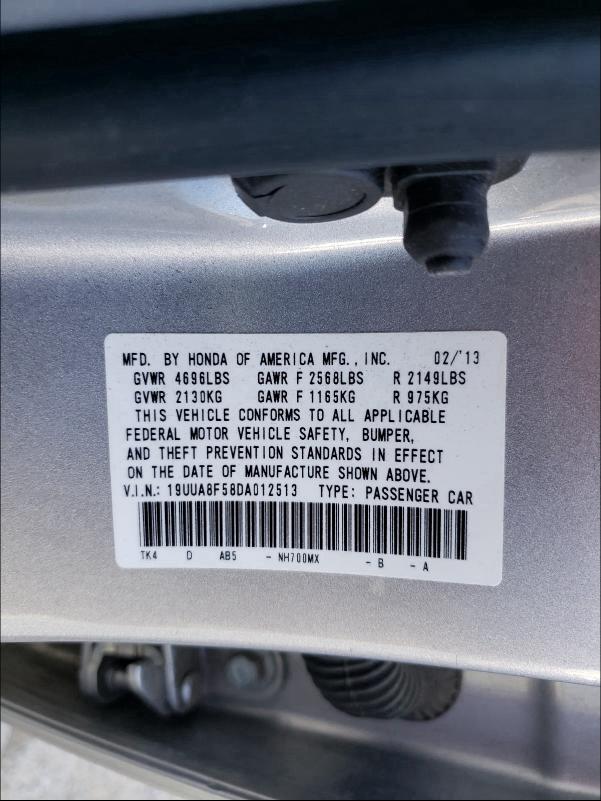 MFD. BY HONDA OF AMERICA MFG., INC. 02/'13
GVWR 4696LBS GAWR F 2568LBS R 2149LBS
GVWR 2130KG GAWR F 1165KG R 975KG
THIS VEHICLE CONFORMS TO ALL APPLICABLE
FEDERAL MOTOR VEHICLE SAFETY, BUMPER,
AND THEFT PREVENTION STANDARDS IN EFFECT
ON THE DATE OF MANUFACTURE SHOWN ABOVE.
V.I.N.: 19UUA8F58DA012513 TYPE: PASSENGER CAR
TK4 D AB5 - NH700MX - B - A